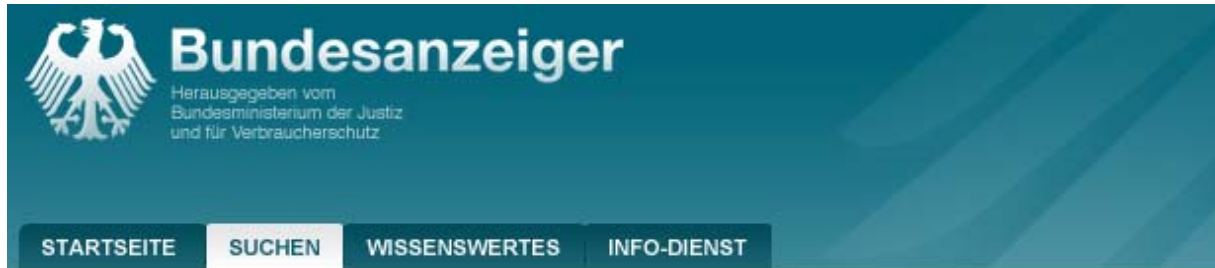 Bundesanzeiger
Herausgegeben vom
Bundesministerium der Justiz
und für Verbraucherschutz
STARTSEITE SUCHEN WISSENSWERTES INFO-DIENST